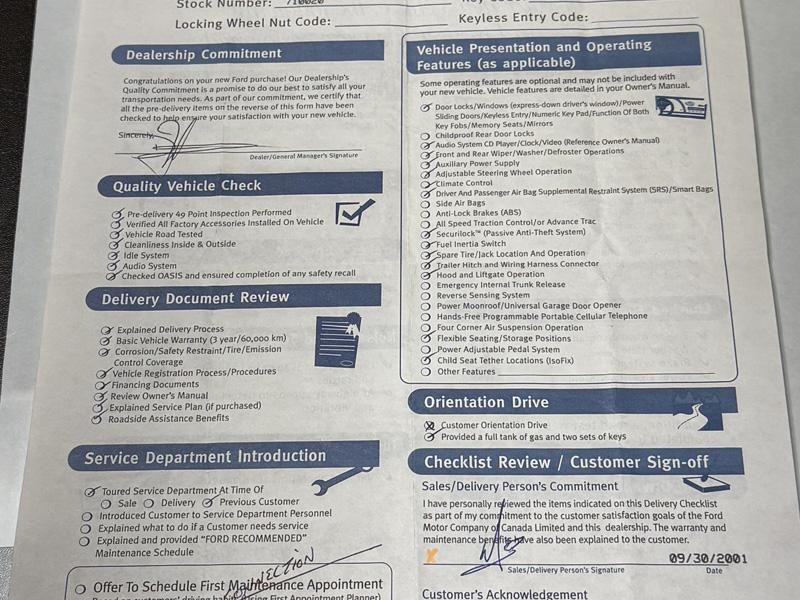 Stock Number:
Locking Wheel Nut Code:
Keyless Entry Code:
Dealership Commitment
Congratulations on your new Ford purchase! Our Dealership's
Quality Commitment is a promise to do our best to satisfy all your
transportation needs. As part of our commitment, we certify that
all the pre-delivery items on the reverse of this form have been
checked to help ensure your satisfaction with your new vehicle.
Sincerely,
Dealer/General Manager's Signature
Quality Vehicle Check
Pre-delivery 49 Point Inspection Performed
Verified All Factory Accessories Installed On Vehicle
Vehicle Road Tested
Cleanliness Inside & Outside
Idle System
Audio System
Checked OASIS and ensured completion of any safety recall
Delivery Document Review
Explained Delivery Process
Basic Vehicle Warranty (3 year/60,000 km)
Corrosion/Safety Restraint/Tire/Emission
Control Coverage
Vehicle Registration Process/Procedures
Financing Documents
Review Owner's Manual
Explained Service Plan (if purchased)
Roadside Assistance Benefits
Service Department Introduction
Toured Service Department At Time Of
Sale Delivery Previous Customer
Introduced Customer to Service Department Personnel
Explained what to do if a Customer needs service
Explained and provided "FORD RECOMMENDED"
Maintenance Schedule
Offer To Schedule First Maintenance Appointment
Vehicle Presentation and Operating
Features (as applicable)
Some operating features are optional and may not be included with
your new vehicle. Vehicle features are detailed in your Owner's Manual.
Door Locks/Windows (express-down driver's window)/Power
Sliding Doors/Keyless Entry/Numeric Key Pad/Function Of Both
Key Fobs/Memory Seats/Mirrors
Childproof Rear Door Locks
Audio System CD Player/Clock/Video (Reference Owner's Manual)
Front and Rear Wiper/Washer/Defroster Operations
Auxiliary Power Supply
Adjustable Steering Wheel Operation
Climate Control
Driver And Passenger Air Bag Supplemental Restraint System (SRS)/Smart Bags
Side Air Bags
Anti-Lock Brakes (ABS)
All Speed Traction Control/or Advance Trac
Securilock™ (Passive Anti-Theft System)
Fuel Inertia Switch
Spare Tire/Jack Location And Operation
Trailer Hitch and Wiring Harness Connector
Hood and Liftgate Operation
Emergency Internal Trunk Release
Reverse Sensing System
Power Moonroof/Universal Garage Door Opener
Hands-Free Programmable Portable Cellular Telephone
Four Corner Air Suspension Operation
Flexible Seating/Storage Positions
Power Adjustable Pedal System
Child Seat Tether Locations (IsoFix)
Other Features
Orientation Drive
Customer Orientation Drive
Provided a full tank of gas and two sets of keys
Checklist Review / Customer Sign-off
Sales/Delivery Person's Commitment
I have personally reviewed the items indicated on this Delivery Checklist
as part of my commitment to the customer satisfaction goals of the Ford
Motor Company of Canada Limited and this dealership. The warranty and
maintenance benefits have also been explained to the customer.
X 09/30/2001
Sales/Delivery Person's Signature Date
Customer's Acknowledgement